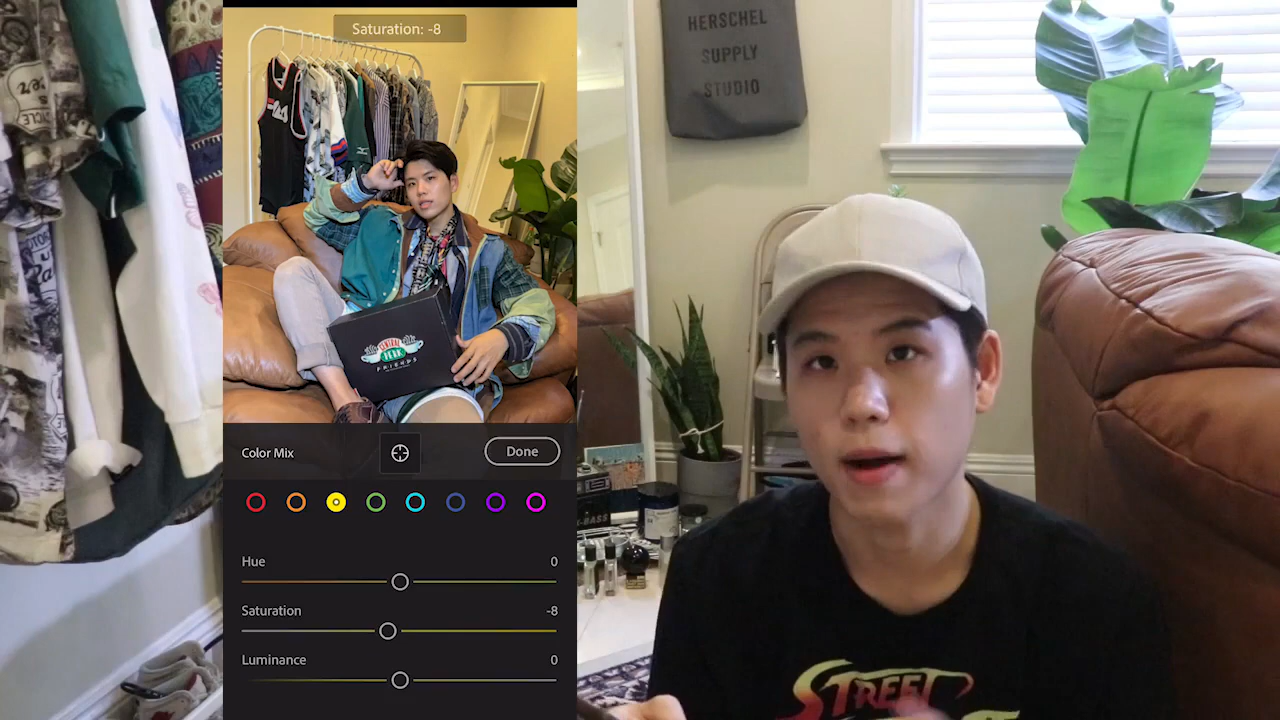 Saturation: -8
CENTRAL
PERK
FRIENDS
Color Mix
Done
Hue
0
Saturation
-8
Luminance
0
HERSCHEL
SUPPLY
STUDIO
STREET